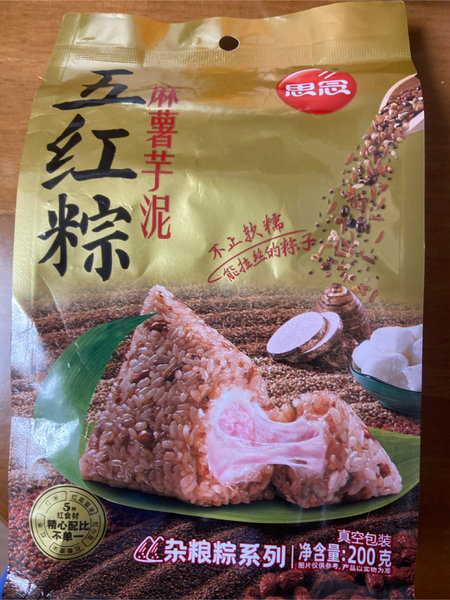 思念
五红粽
麻薯芋泥
不止软糯
能拉丝的粽子
5种
红食材
精心配比
不单一
杂粮粽系列
真空包装
净含量:200克
图片仅供参考,产品以实物为准